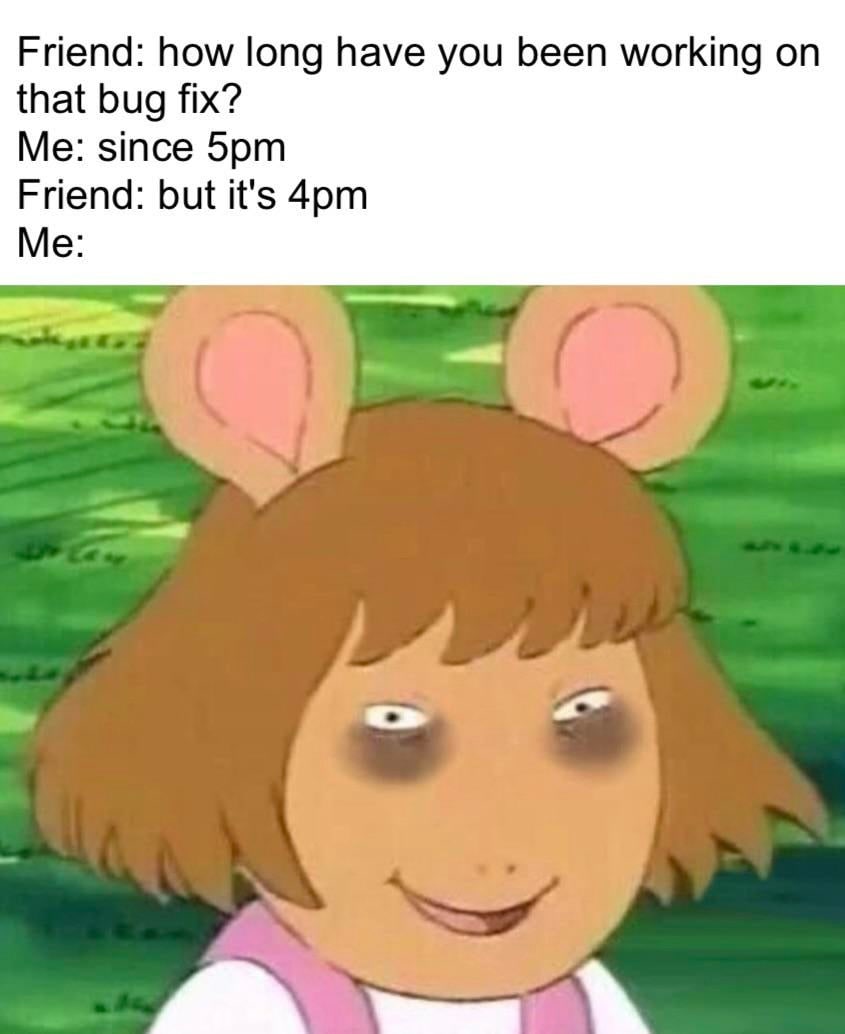 Friend: how long have you been working on
that bug fix?
Me: since 5pm
Friend: but it's 4pm
Me: